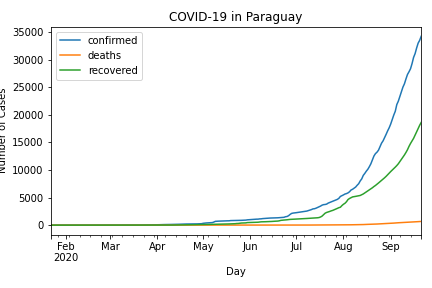 COVID-19 in Paraguay
confirmed
deaths
recovered
Number of Cases
35000
30000
25000
20000
15000
10000
5000
0
Feb Mar Apr May Jun Jul Aug Sep
2020
Day